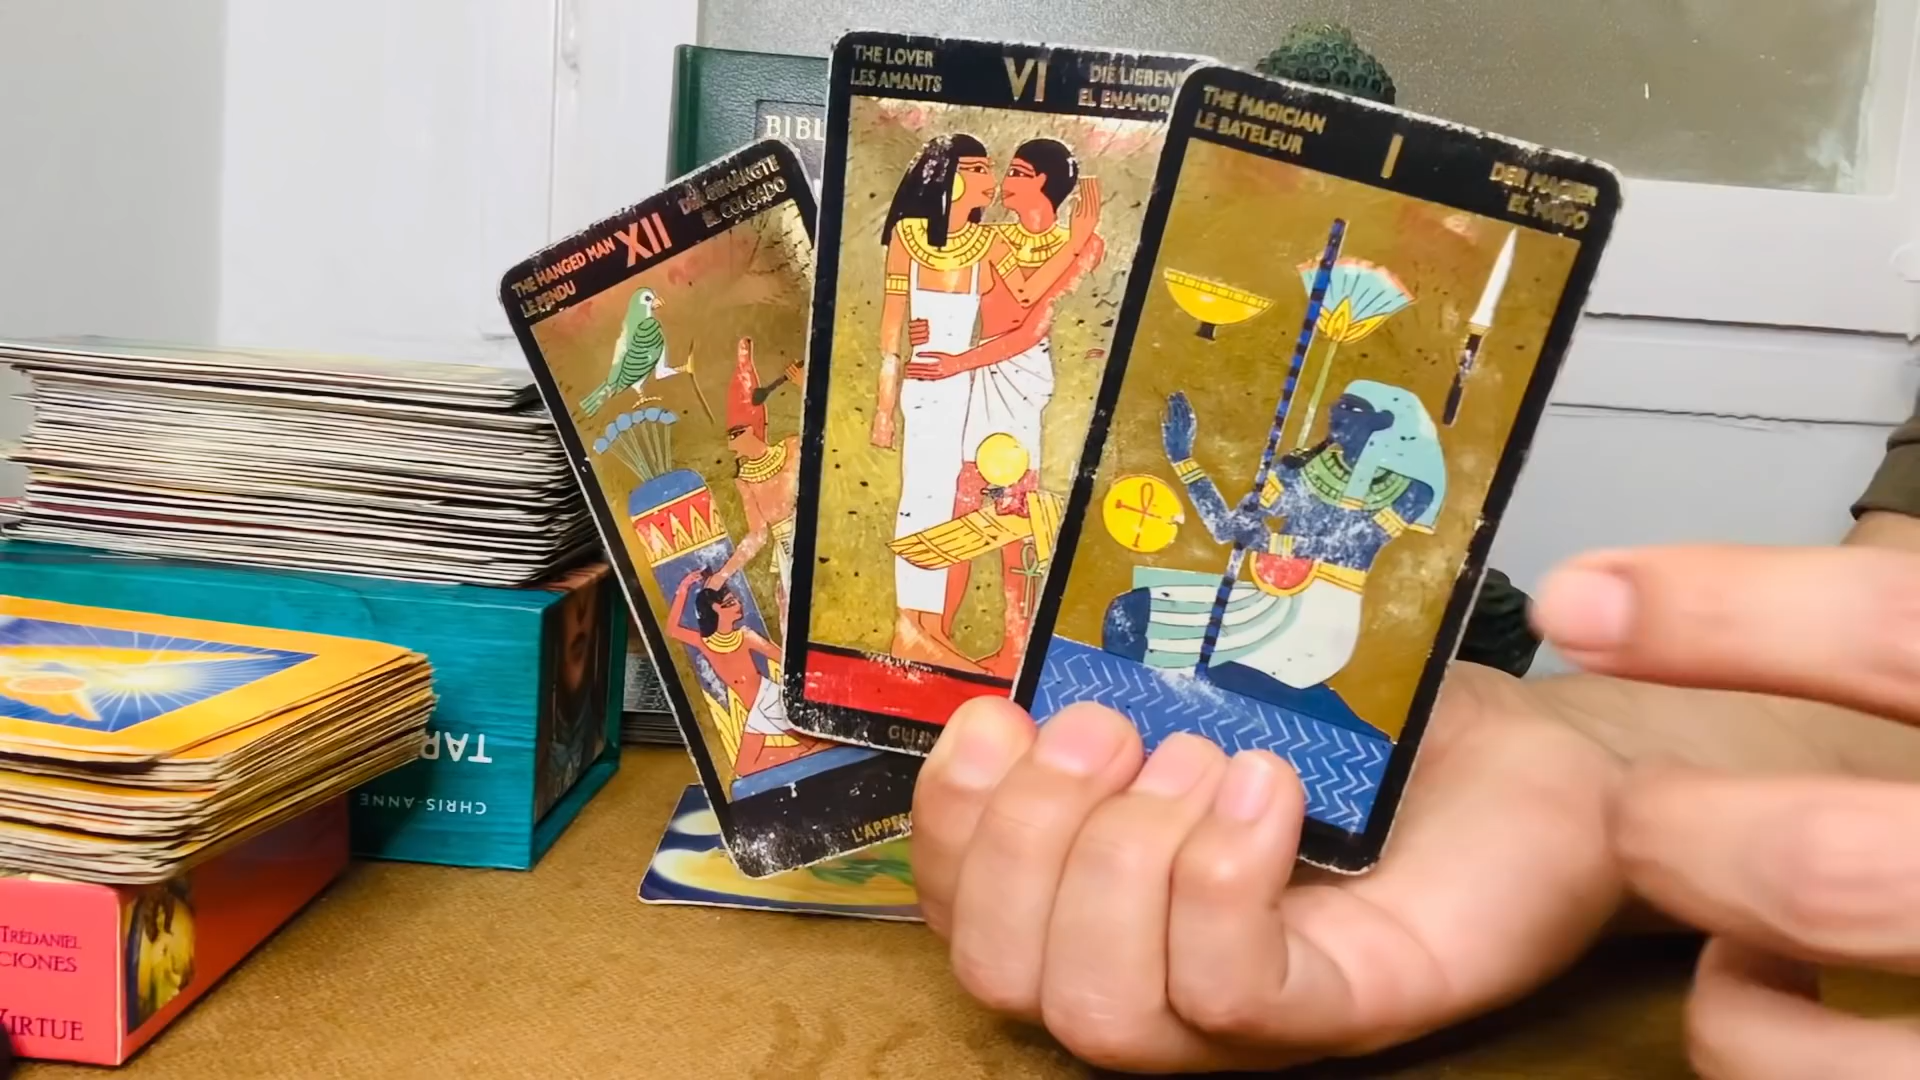 THE LOVER
LES AMANTS
VI
DIE LIEBEN
EL ENAMOR
THE MAGICIAN
LE BATELEUR
I
DER MAGIER
EL MAGO
BIBL
THE HANGED MAN
LE PENDU
XII
DER GEHÄNGTE
EL COLGADO
TAR
CHRIS-ANNE
TRÉDANIEL
CIONES
VIRTUE